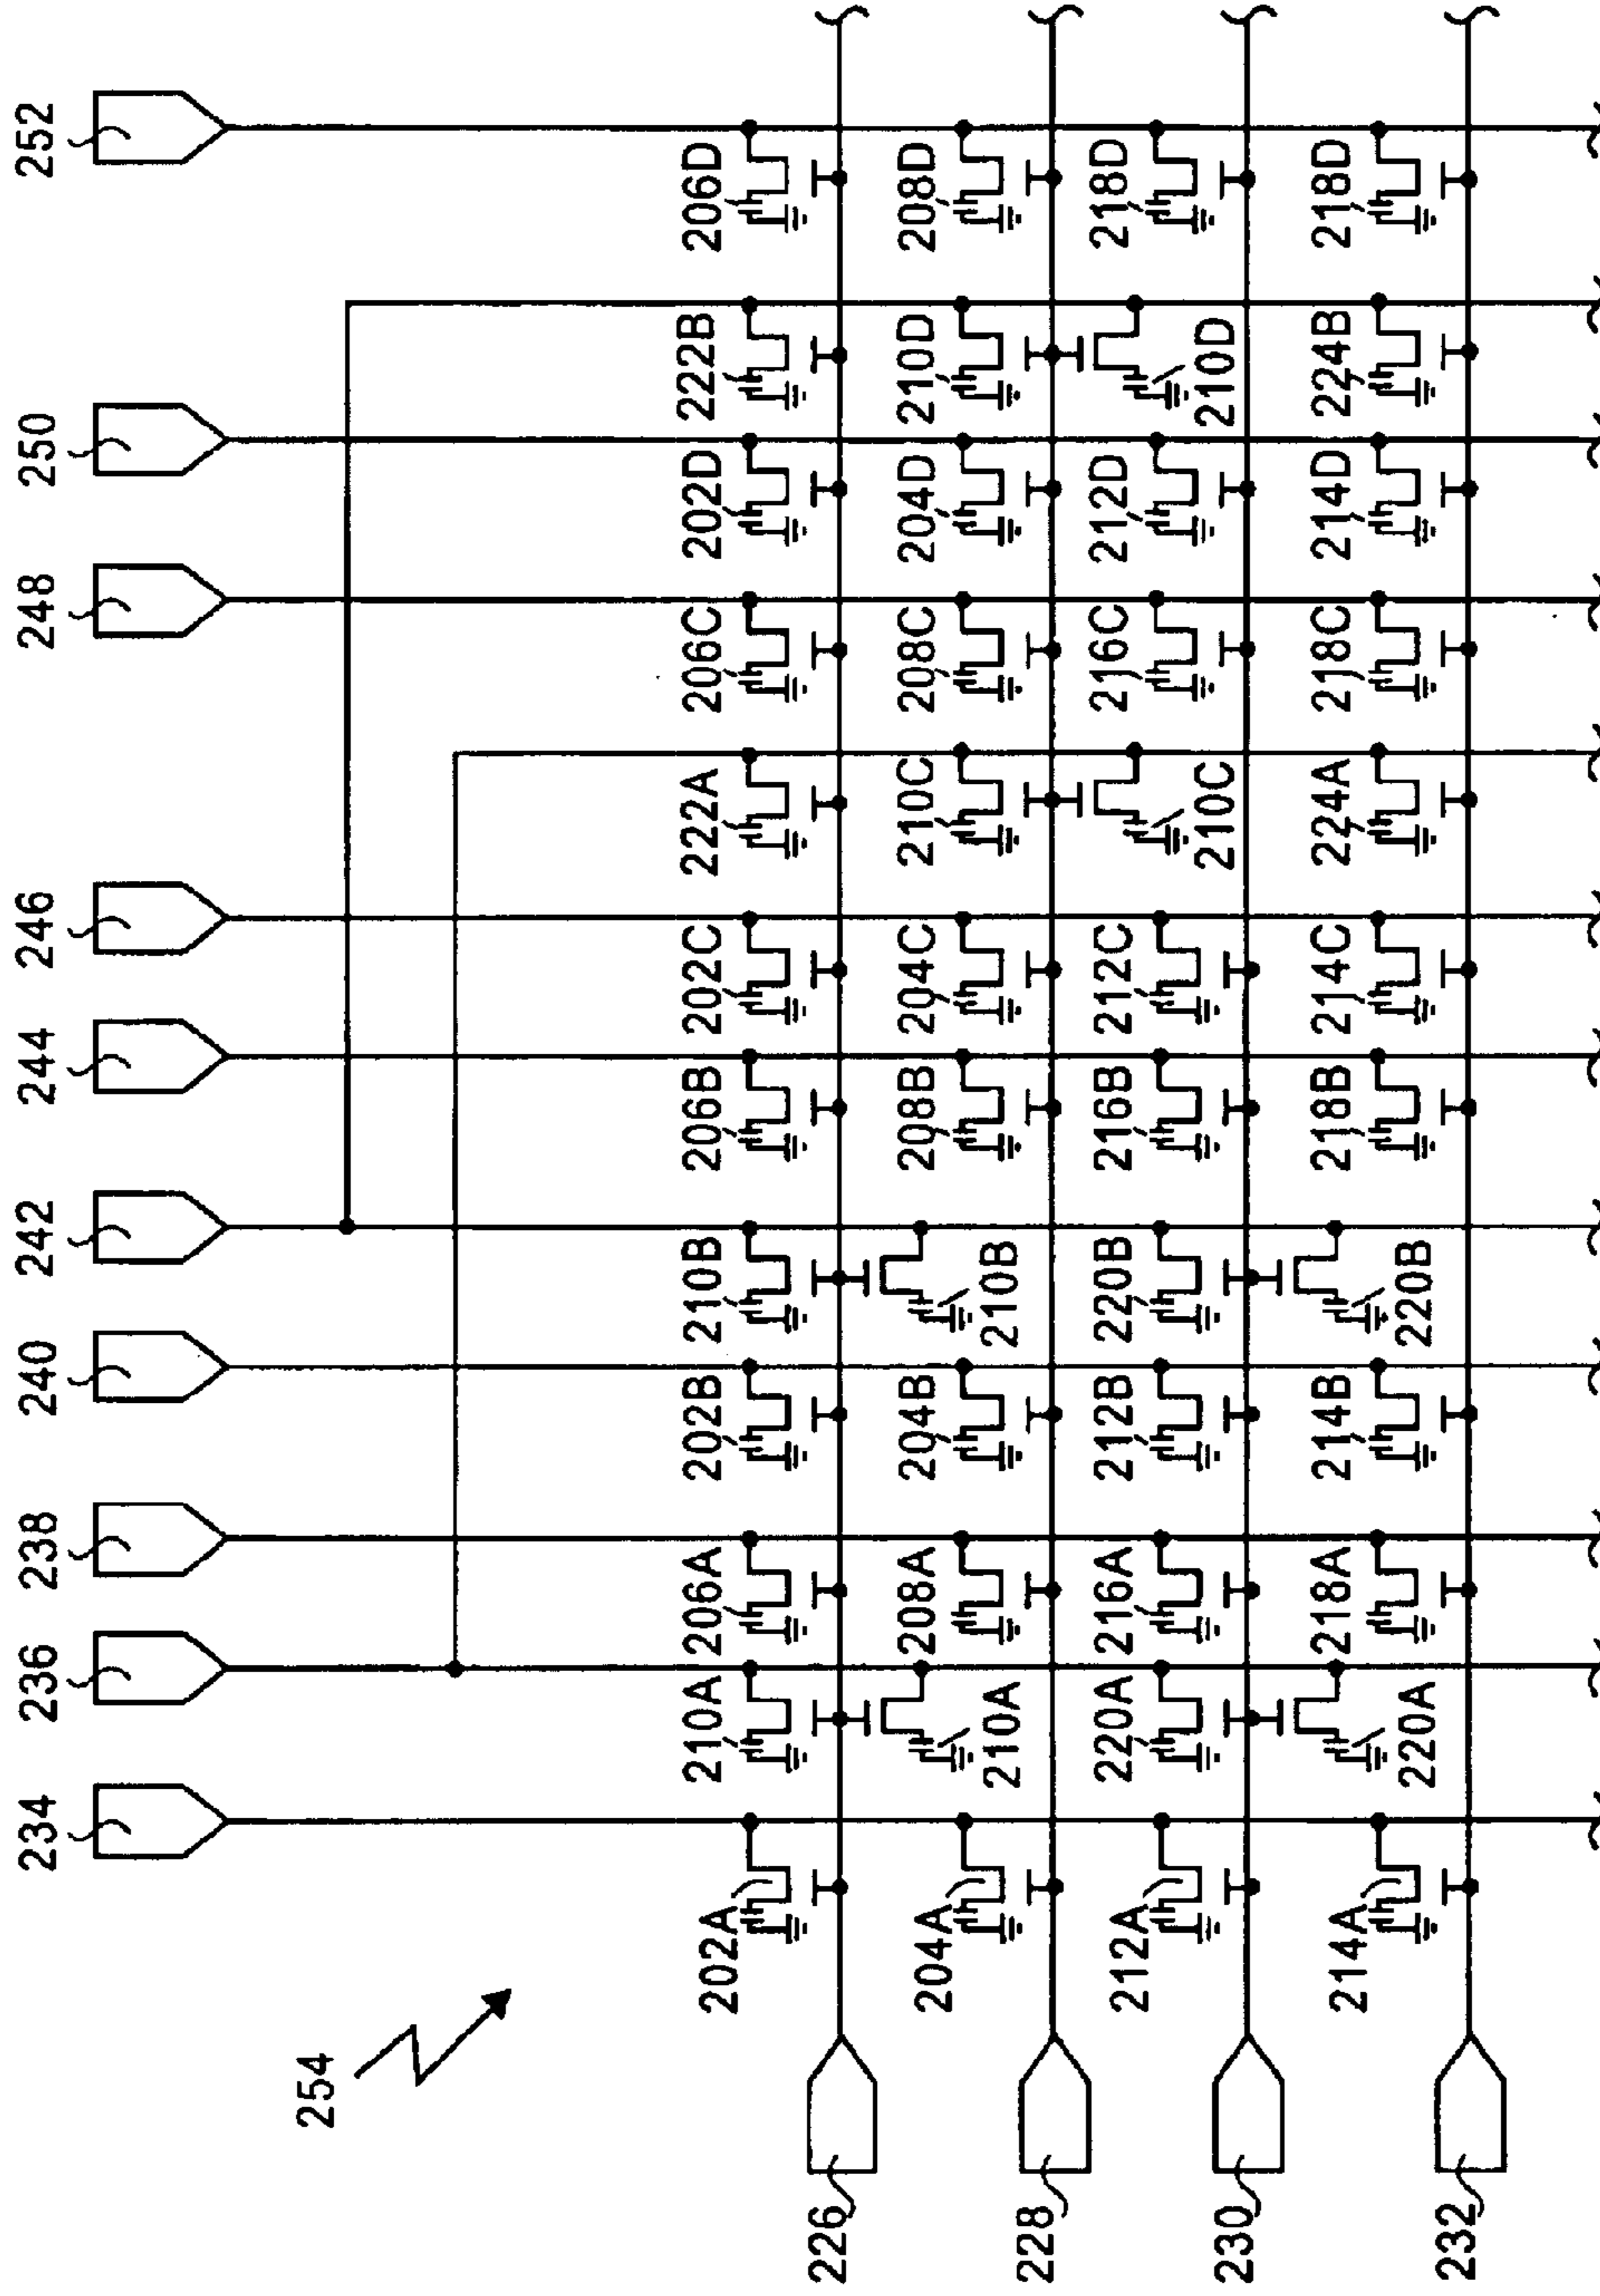 234 236 238 240 242 244 246 248 250 252
254
202A 210A 206A 202B 210B 206B 202C 222A 206C 202D 222B 206D
226
204A 208A 204B 208B 204C 210C 208C 204D 210D 208D
210A 210B
228
212A 220A 216A 212B 220B 216B 212C 216C 212D 218D
210C 210D
230
214A 218A 214B 218B 214C 224A 218C 214D 224B 218D
220A 220B
232